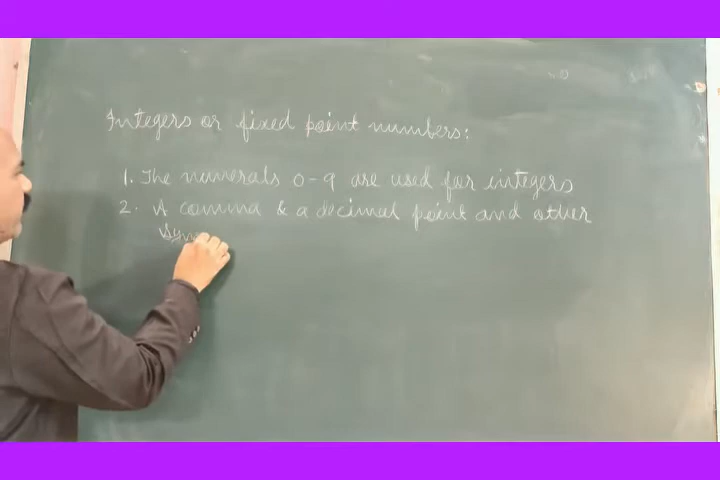 Integers or fixed point numbers:
1. The numerals 0-9 are used for integers
2. A comma & a decimal point and other
sym